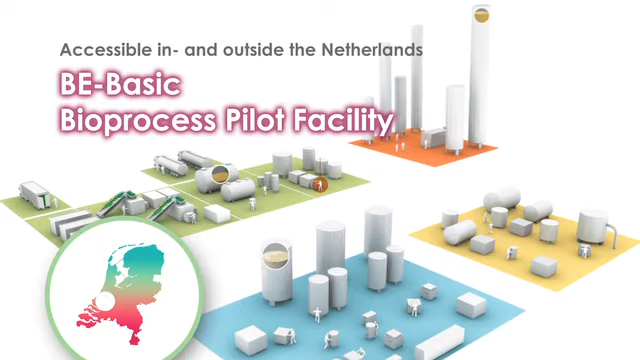 Accessible in- and outside the Netherlands
BE-Basic
Bioprocess Pilot Facility